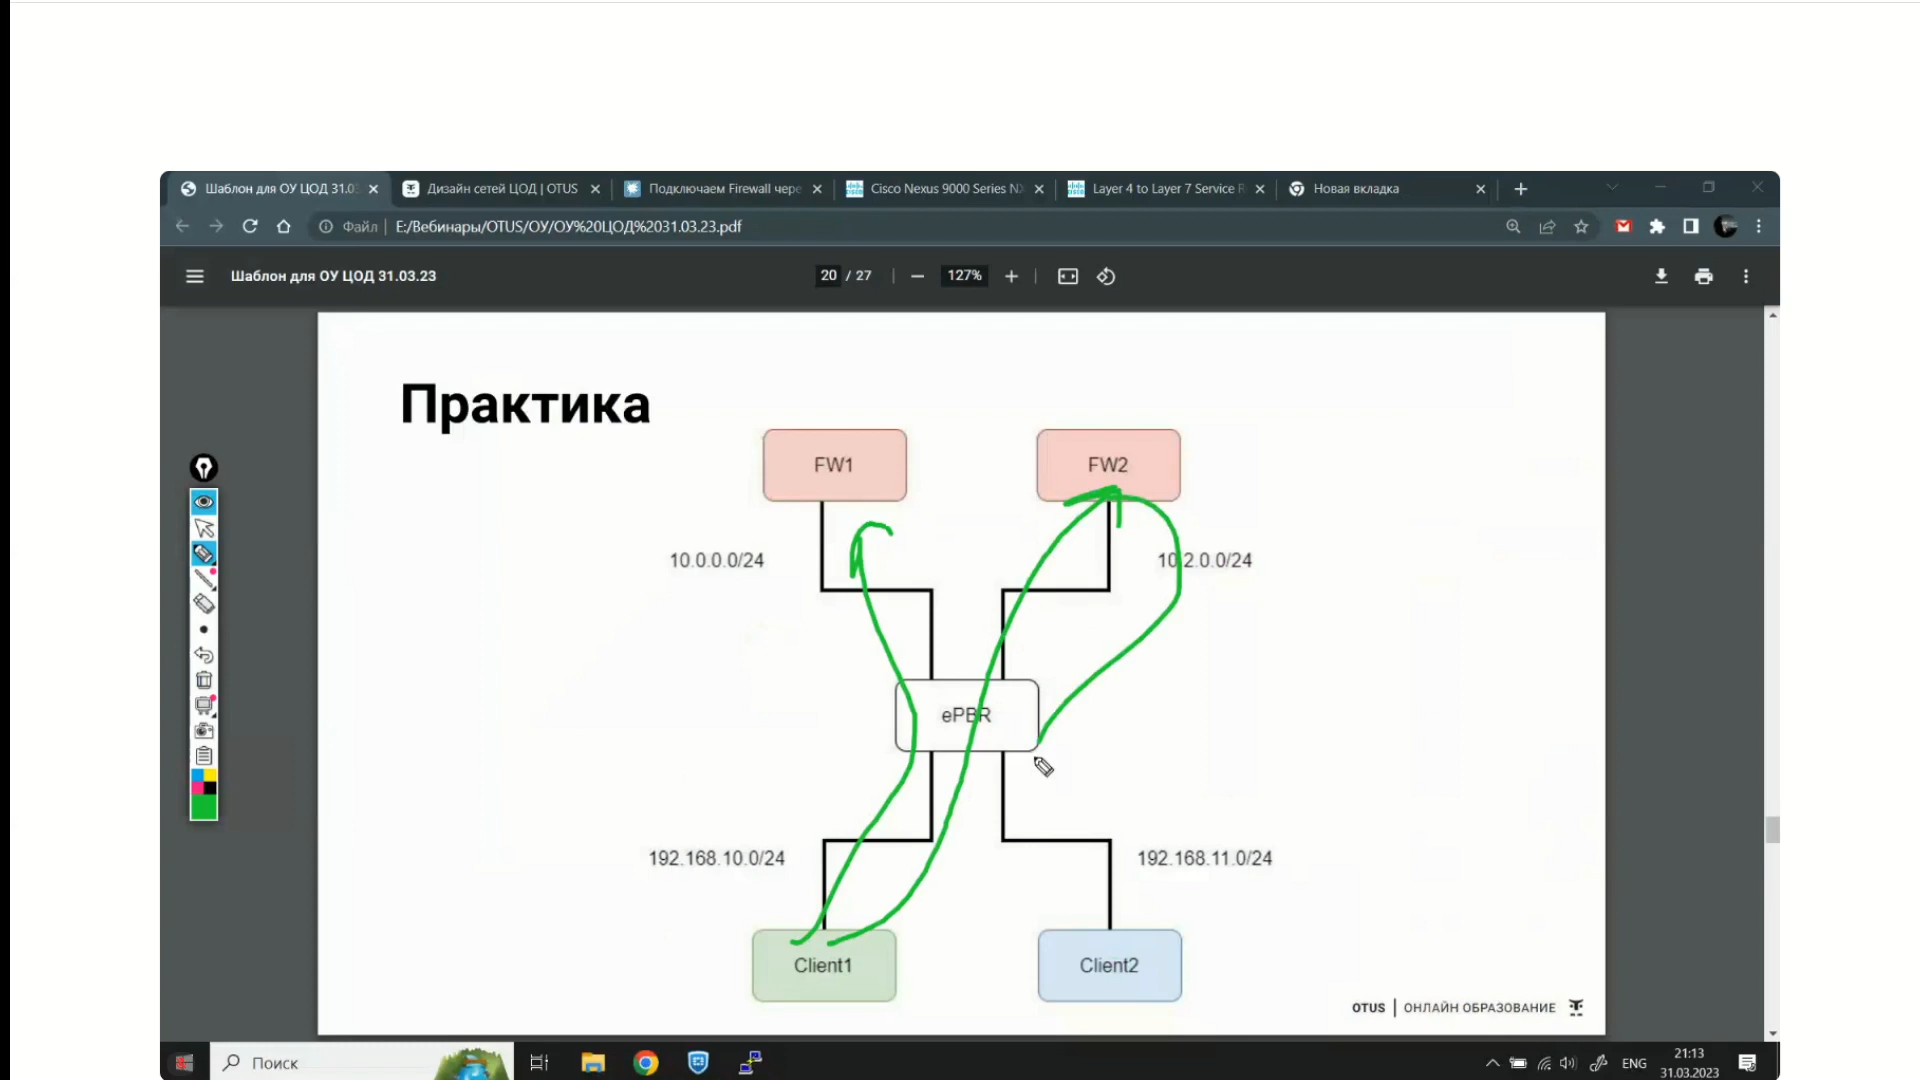 Шаблон для ОУ ЦОД 31.03
Дизайн сетей ЦОД | OTUS
Подключаем Firewall чере
Cisco Nexus 9000 Series NX
Layer 4 to Layer 7 Service R
Новая вкладка
Файл
E:/Вебинары/OTUS/ОУ/ОУ%20ЦОД%2031.03.23.pdf
Шаблон для ОУ ЦОД 31.03.23
20 / 27
127%
Практика
FW1
FW2
10.0.0.0/24
10.2.0.0/24
ePBR
192.168.10.0/24
192.168.11.0/24
Client1
Client2
OTUS | ОНЛАЙН ОБРАЗОВАНИЕ
Поиск
ENG
21:13
31.03.2023